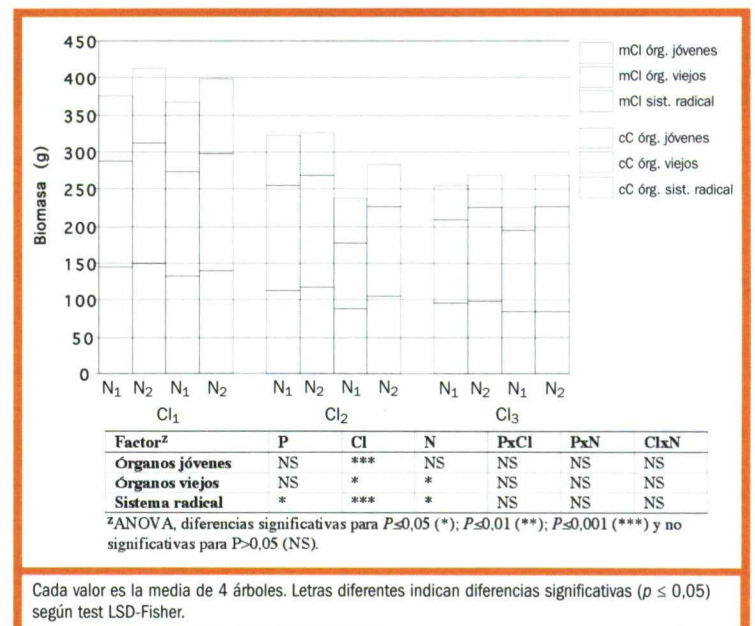 450
400
350
300
250
200
150
100
50
0
Biomasa (g)
mCl órg. jóvenes
mCl órg. viejos
mCl sist. radical
cC órg. jóvenes
cC órg. viejos
cC órg. sist. radical
N1 N2 N1 N2 N1 N2 N1 N2 N1 N2 N1 N2
Cl1 Cl2 Cl3
Factorᶻ P Cl N PxCl PxN ClxN
Órganos jóvenes NS *** NS NS NS NS
Órganos viejos NS * * NS NS NS
Sistema radical * *** * NS NS NS
ᶻANOVA, diferencias significativas para P≤0,05 (*); P≤0,01 (**); P≤0,001 (***) y no
significativas para P>0,05 (NS).
Cada valor es la media de 4 árboles. Letras diferentes indican diferencias significativas (p ≤ 0,05)
según test LSD-Fisher.